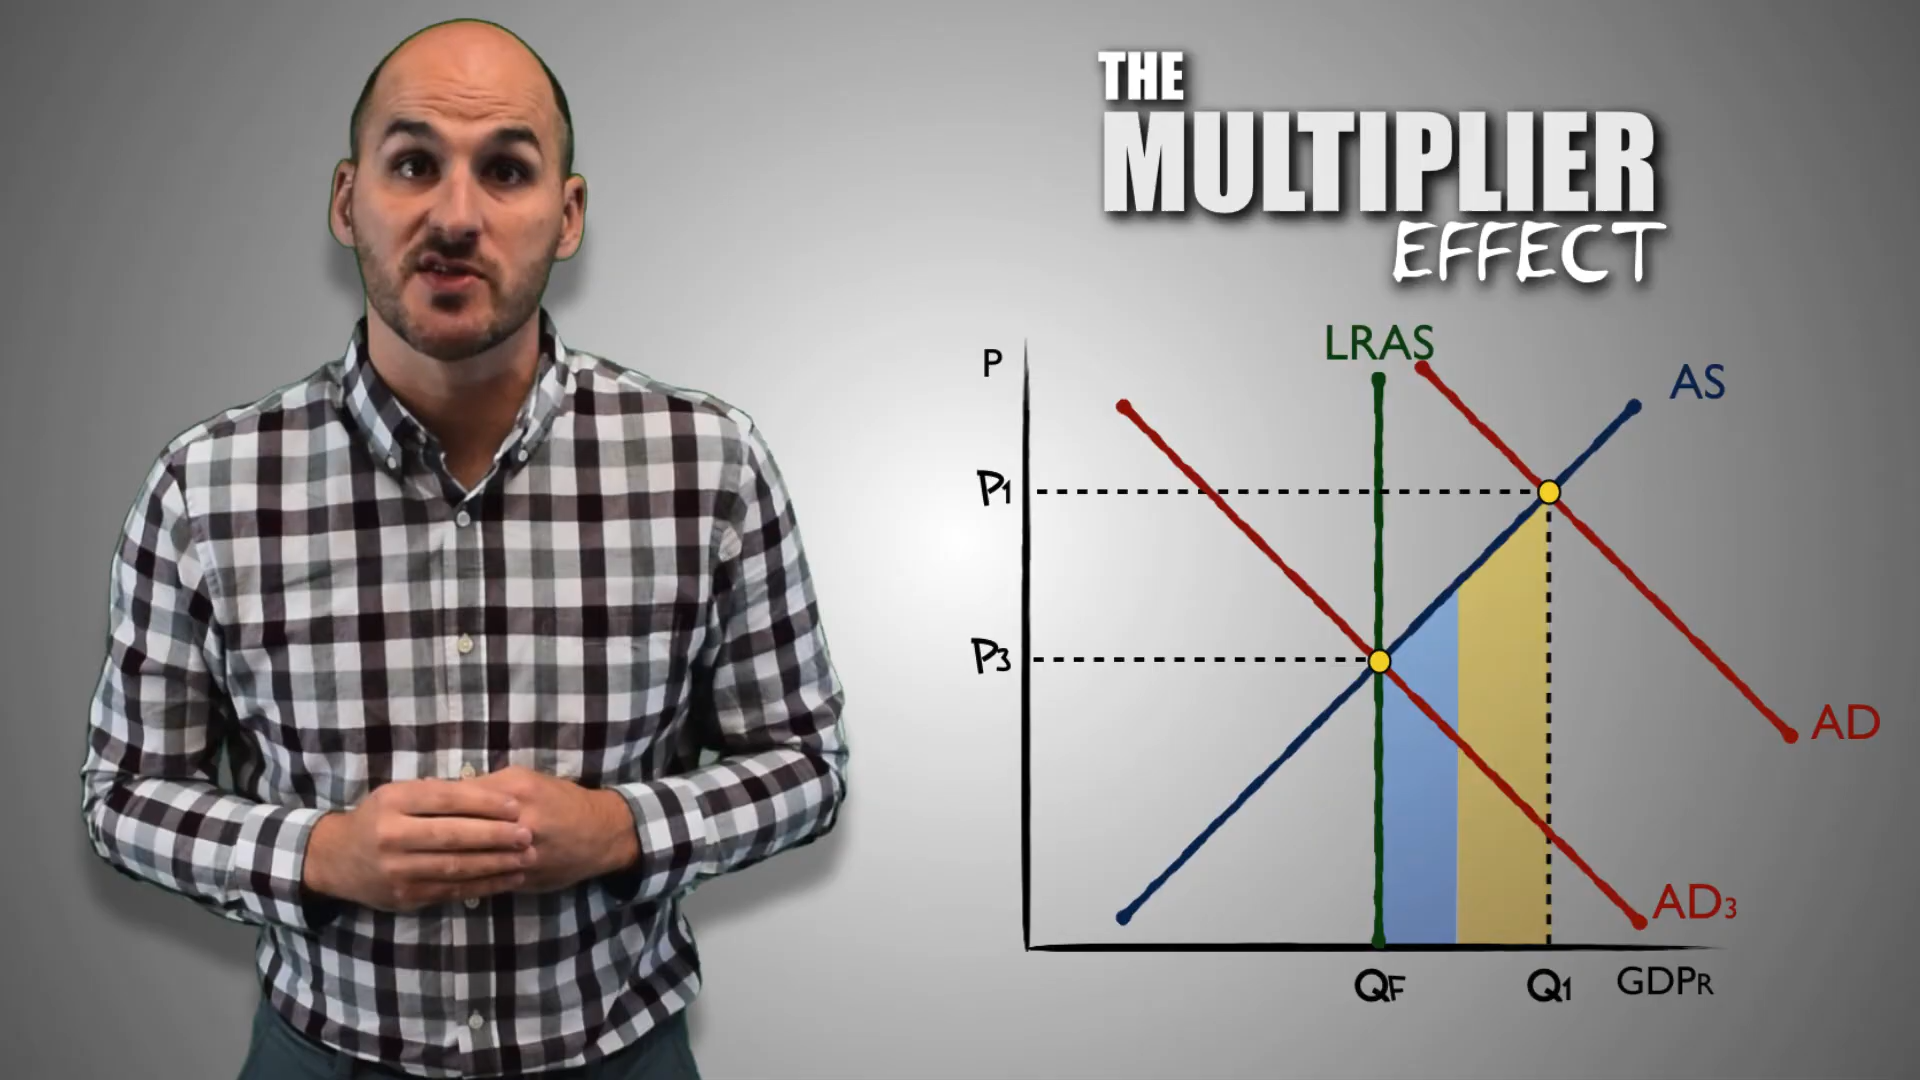 THE
MULTIPLIER
EFFECT
LRAS
P
AS
P1
P3
AD
AD3
QF
Q1
GDPR